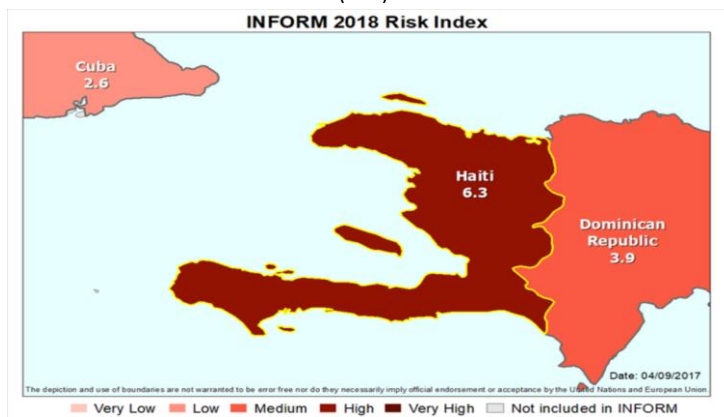 INFORM 2018 Risk Index
Cuba
2.6
Haiti
6.3
Dominican
Republic
3.9
Date: 04/09/2017
The depiction and use of boundaries are not warranted to be error free nor do they necessarily imply official endorsement or acceptance by the United Nations and European Union.
Very Low Low Medium High Very High Not included in INFORM